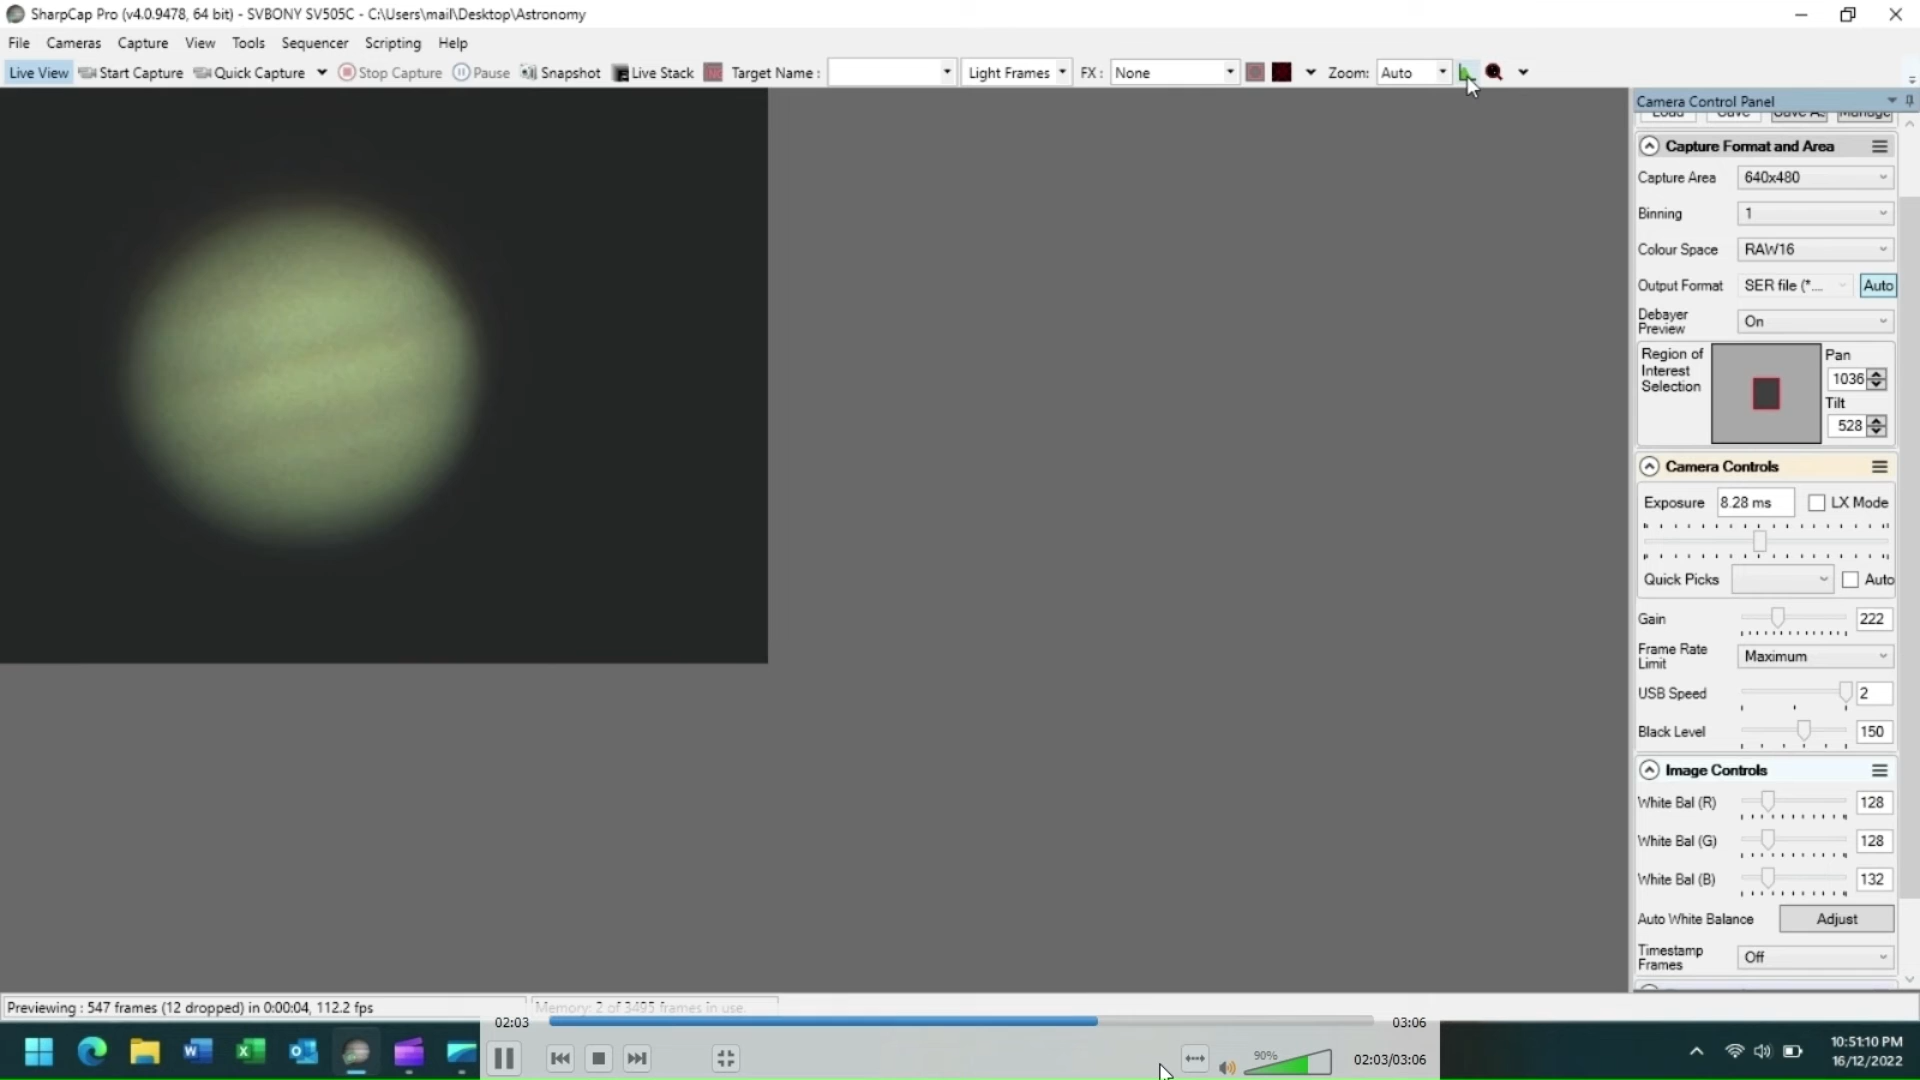 SharpCap Pro (v4.0.9478, 64 bit) - SVBONY SV505C - C:\Users\mail\Desktop\Astronomy
File Cameras Capture View Tools Sequencer Scripting Help
Live View Start Capture Quick Capture Stop Capture Pause Snapshot Live Stack Target Name : Light Frames FX : None Zoom: Auto
Camera Control Panel
Load Save Save As Manage
Capture Format and Area
Capture Area 640x480
Binning 1
Colour Space RAW16
Output Format SER file (*.... Auto
Debayer
Preview
On
Region of
Interest
Selection
Pan
1036
Tilt
528
Camera Controls
Exposure 8.28 ms LX Mode
Quick Picks Auto
Gain 222
Frame Rate
Limit
Maximum
USB Speed 2
Black Level 150
Image Controls
White Bal (R) 128
White Bal (G) 128
White Bal (B) 132
Auto White Balance Adjust
Timestamp
Frames
Off
Previewing : 547 frames (12 dropped) in 0:00:04, 112.2 fps Memory: 2 of 3495 frames in use.
02:03 03:06
90% 02:03/03:06
10:51:10 PM
16/12/2022